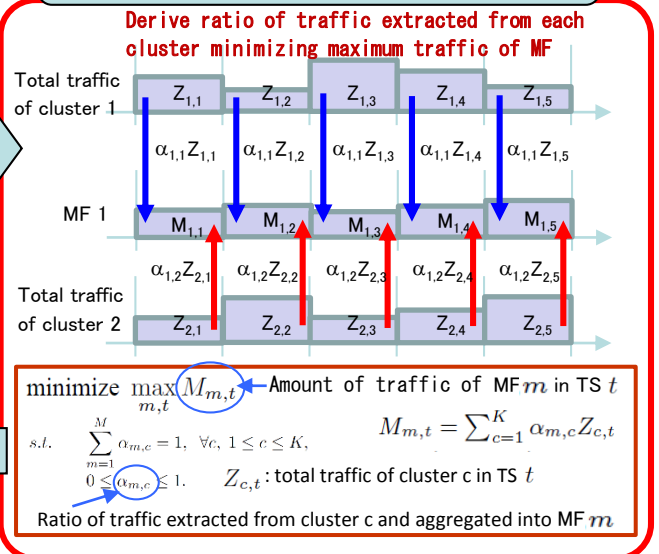 Derive ratio of traffic extracted from each
cluster minimizing maximum traffic of MF
Total traffic
of cluster 1
Z1,1 Z1,2 Z1,3 Z1,4 Z1,5
α1,1Z1,1 α1,1Z1,2 α1,1Z1,3 α1,1Z1,4 α1,1Z1,5
MF 1
M1,1 M1,2 M1,3 M1,4 M1,5
α1,2Z2,1 α1,2Z2,2 α1,2Z2,3 α1,2Z2,4 α1,2Z2,5
Total traffic
of cluster 2
Z2,1 Z2,2 Z2,3 Z2,4 Z2,5
minimize max m,t Mm,t Amount of traffic of MF m in TS t
s.t. ∑_{m=1}^{M} αm,c = 1, ∀c, 1 ≤ c ≤ K, Mm,t = ∑_{c=1}^{K} αm,c Zc,t
0 ≤ αm,c ≤ 1. Zc,t : total traffic of cluster c in TS t
Ratio of traffic extracted from cluster c and aggregated into MF m